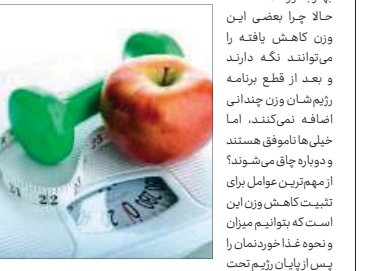 حالا چرا بعضی این
وزن کاهش یافته را
می‌توانند نگه دارند
و بعد از قطع برنامه
رژیم‌شان وزن چندانی
اضافه نمی‌کنند، اما
خیلی‌ها ناموفق هستند
و دوباره چاق می‌شوند؟
از مهم‌ترین عوامل برای
تثبیت کاهش وزن این
است که بتوانیم میزان
و نحوه غذا خوردنمان را
پس از پایان رژیم تحت